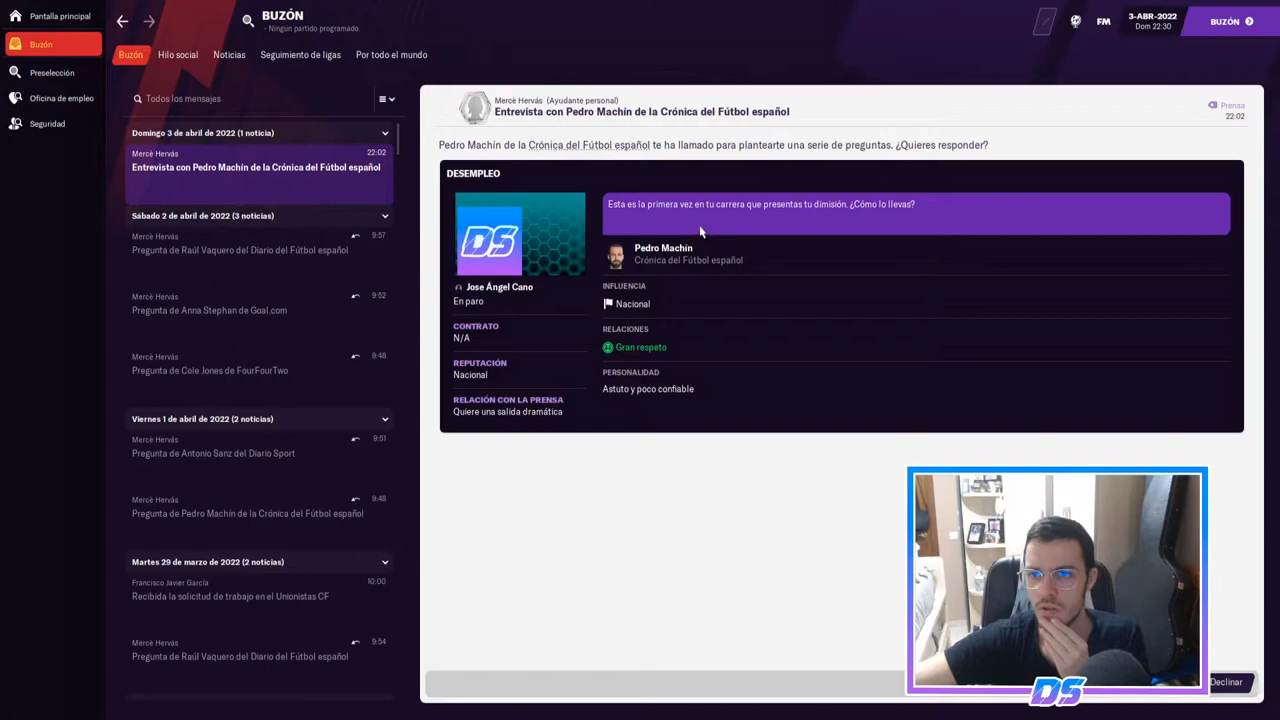 Pantalla principal
Buzón
Preselección
Oficina de empleo
Seguridad
BUZÓN
- Ningún partido programado.
FM
3-ABR-2022
Dom 22:30
BUZÓN
Buzón
Hilo social
Noticias
Seguimiento de ligas
Por todo el mundo
Todos los mensajes
Domingo 3 de abril de 2022 (1 noticia)
Mercè Hervás 22:02
Entrevista con Pedro Machín de la Crónica del Fútbol español
Sábado 2 de abril de 2022 (3 noticias)
Mercè Hervás 9:57
Pregunta de Raúl Vaquero del Diario del Fútbol español
Mercè Hervás 9:52
Pregunta de Anna Stephan de Goal.com
Mercè Hervás 9:48
Pregunta de Cole Jones de FourFourTwo
Viernes 1 de abril de 2022 (2 noticias)
Mercè Hervás 9:51
Pregunta de Antonio Sanz del Diario Sport
Mercè Hervás 9:48
Pregunta de Pedro Machín de la Crónica del Fútbol español
Martes 29 de marzo de 2022 (2 noticias)
Francisco Javier García 10:00
Recibida la solicitud de trabajo en el Unionistas CF
Mercè Hervás 9:54
Pregunta de Raúl Vaquero del Diario del Fútbol español
Mercè Hervás (Ayudante personal)
Entrevista con Pedro Machín de la Crónica del Fútbol español
Prensa
22:02
Pedro Machín de la Crónica del Fútbol español te ha llamado para plantearte una serie de preguntas. ¿Quieres responder?
DESEMPLEO
DS
Jose Ángel Cano
En paro
CONTRATO
N/A
REPUTACIÓN
Nacional
RELACIÓN CON LA PRENSA
Quiere una salida dramática
Esta es la primera vez en tu carrera que presentas tu dimisión. ¿Cómo lo llevas?
Pedro Machín
Crónica del Fútbol español
INFLUENCIA
Nacional
RELACIONES
Gran respeto
PERSONALIDAD
Astuto y poco confiable
Declinar
DS